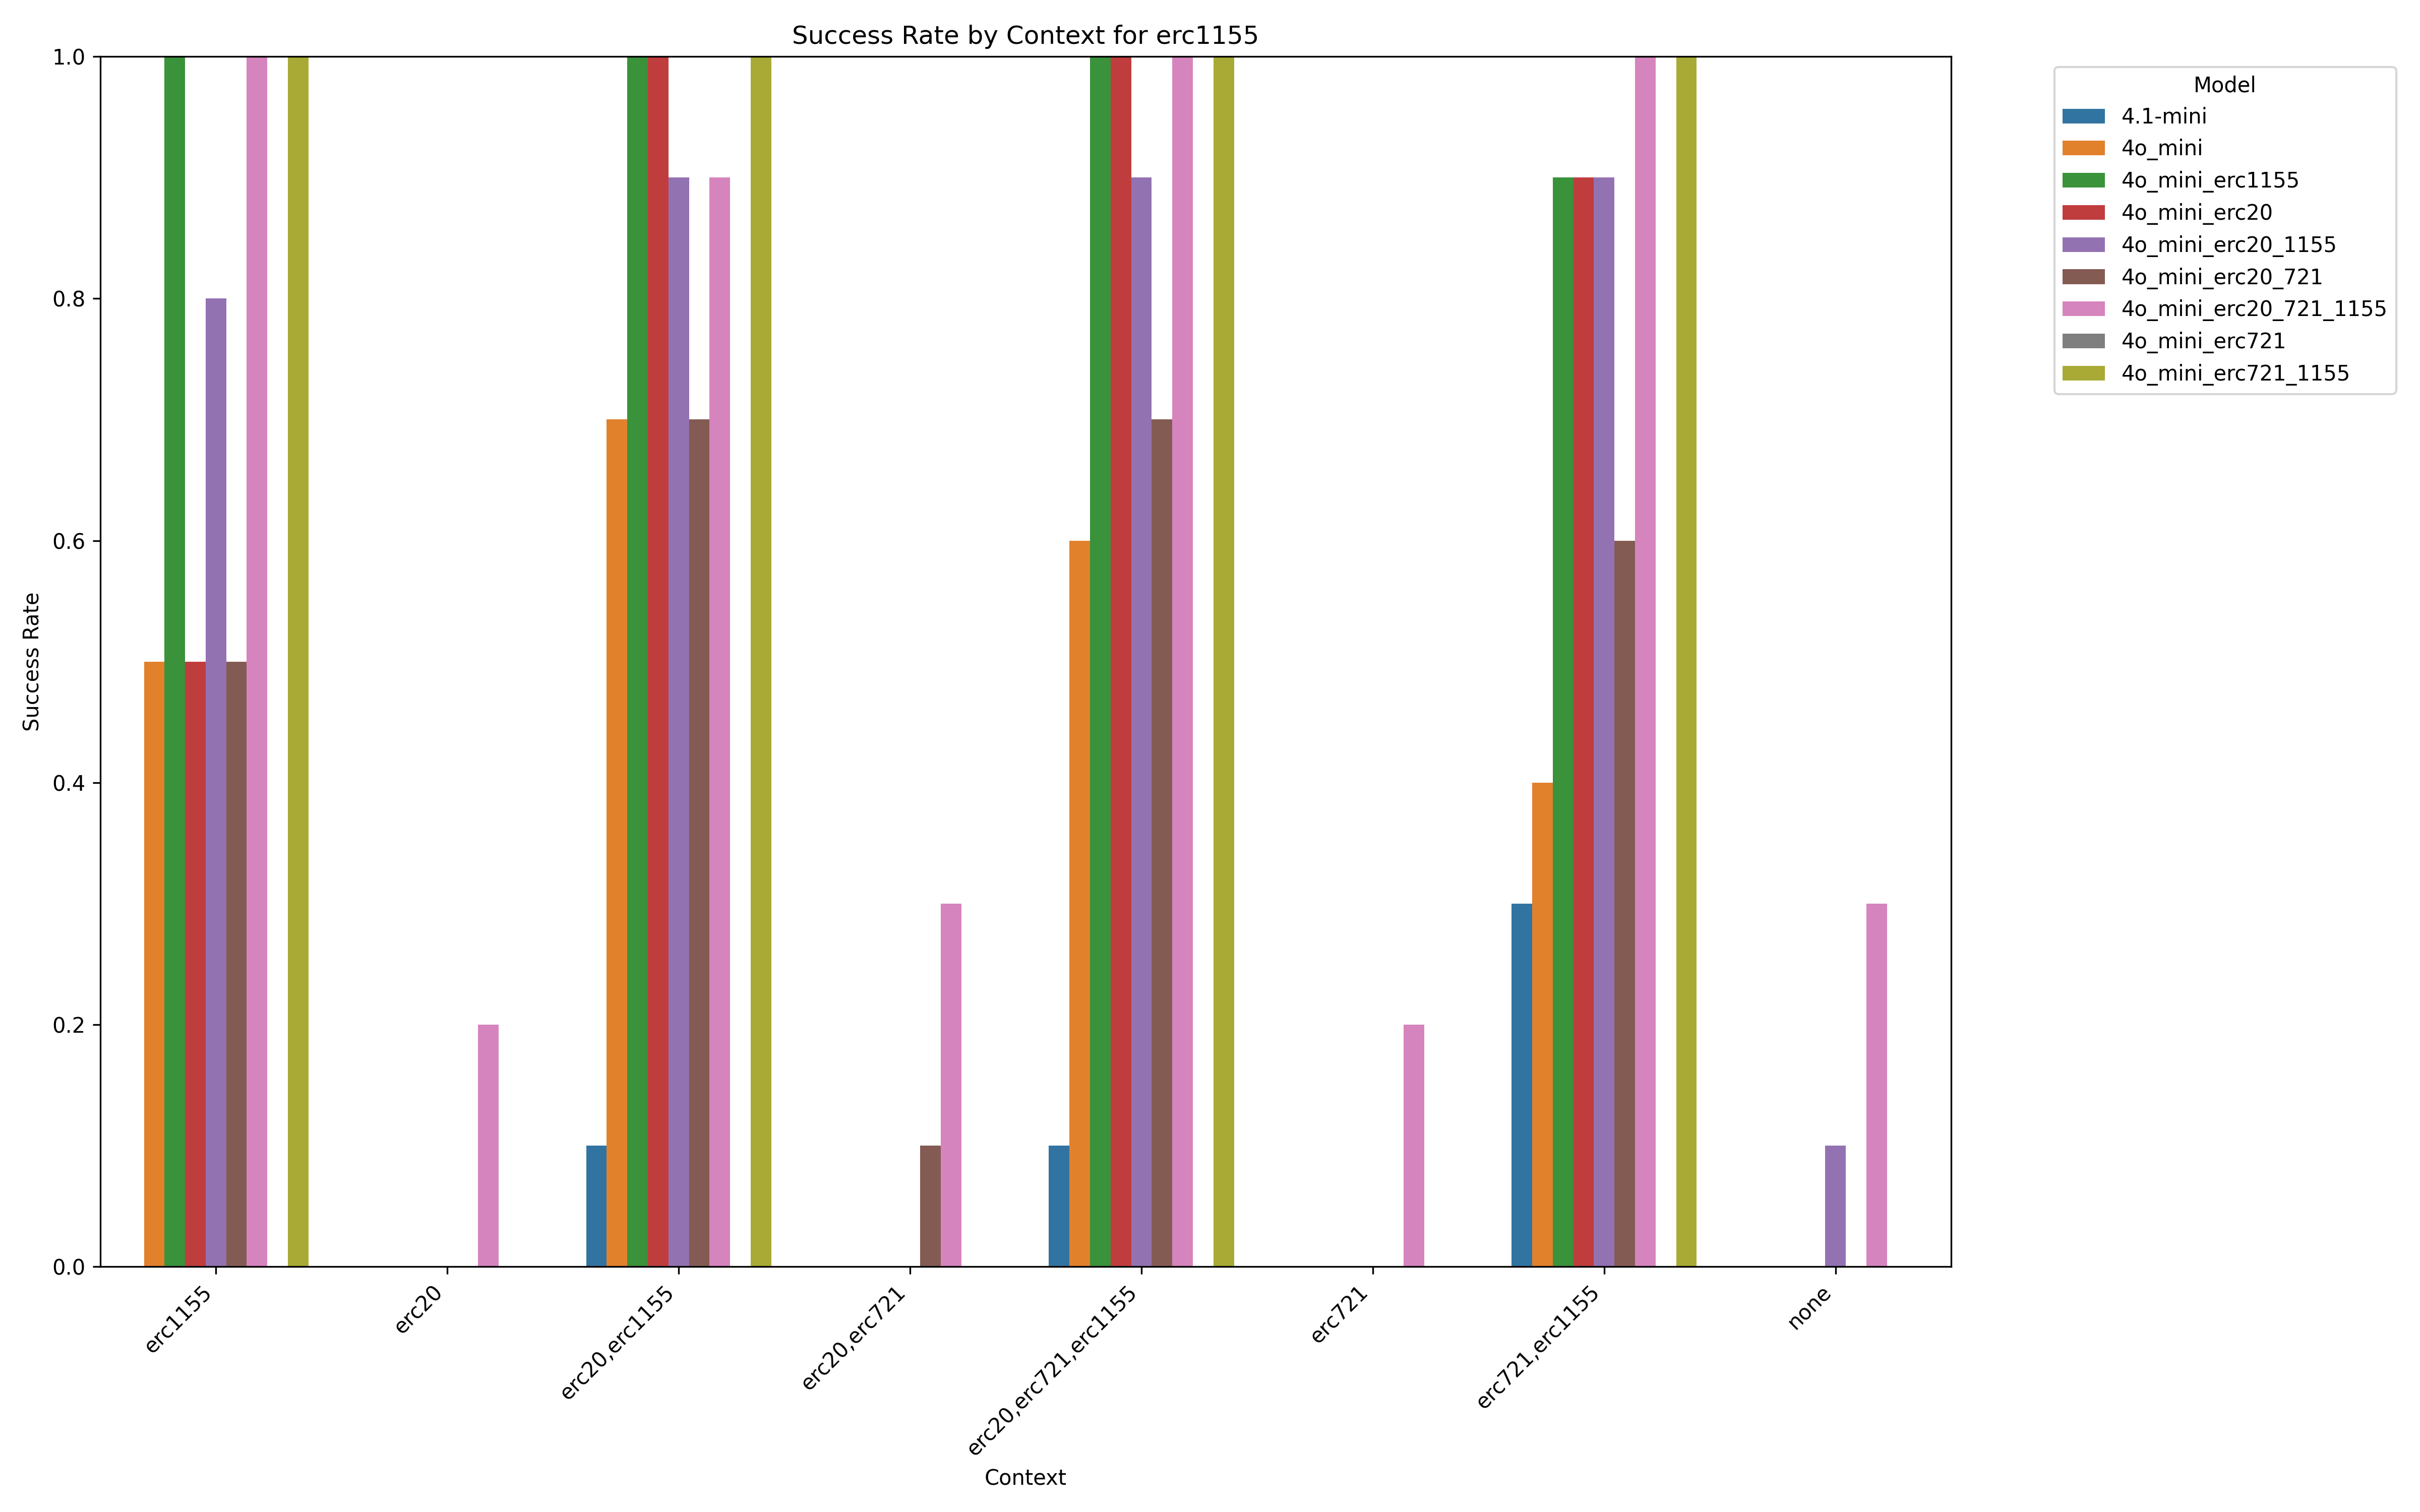 Success Rate by Context for erc1155
Success Rate
1.0
0.8
0.6
0.4
0.2
0.0
erc1155
erc20
erc20,erc1155
erc20,erc721
erc20,erc721,erc1155
erc721
erc721,erc1155
none
Context
Model
4.1-mini
4o_mini
4o_mini_erc1155
4o_mini_erc20
4o_mini_erc20_1155
4o_mini_erc20_721
4o_mini_erc20_721_1155
4o_mini_erc721
4o_mini_erc721_1155